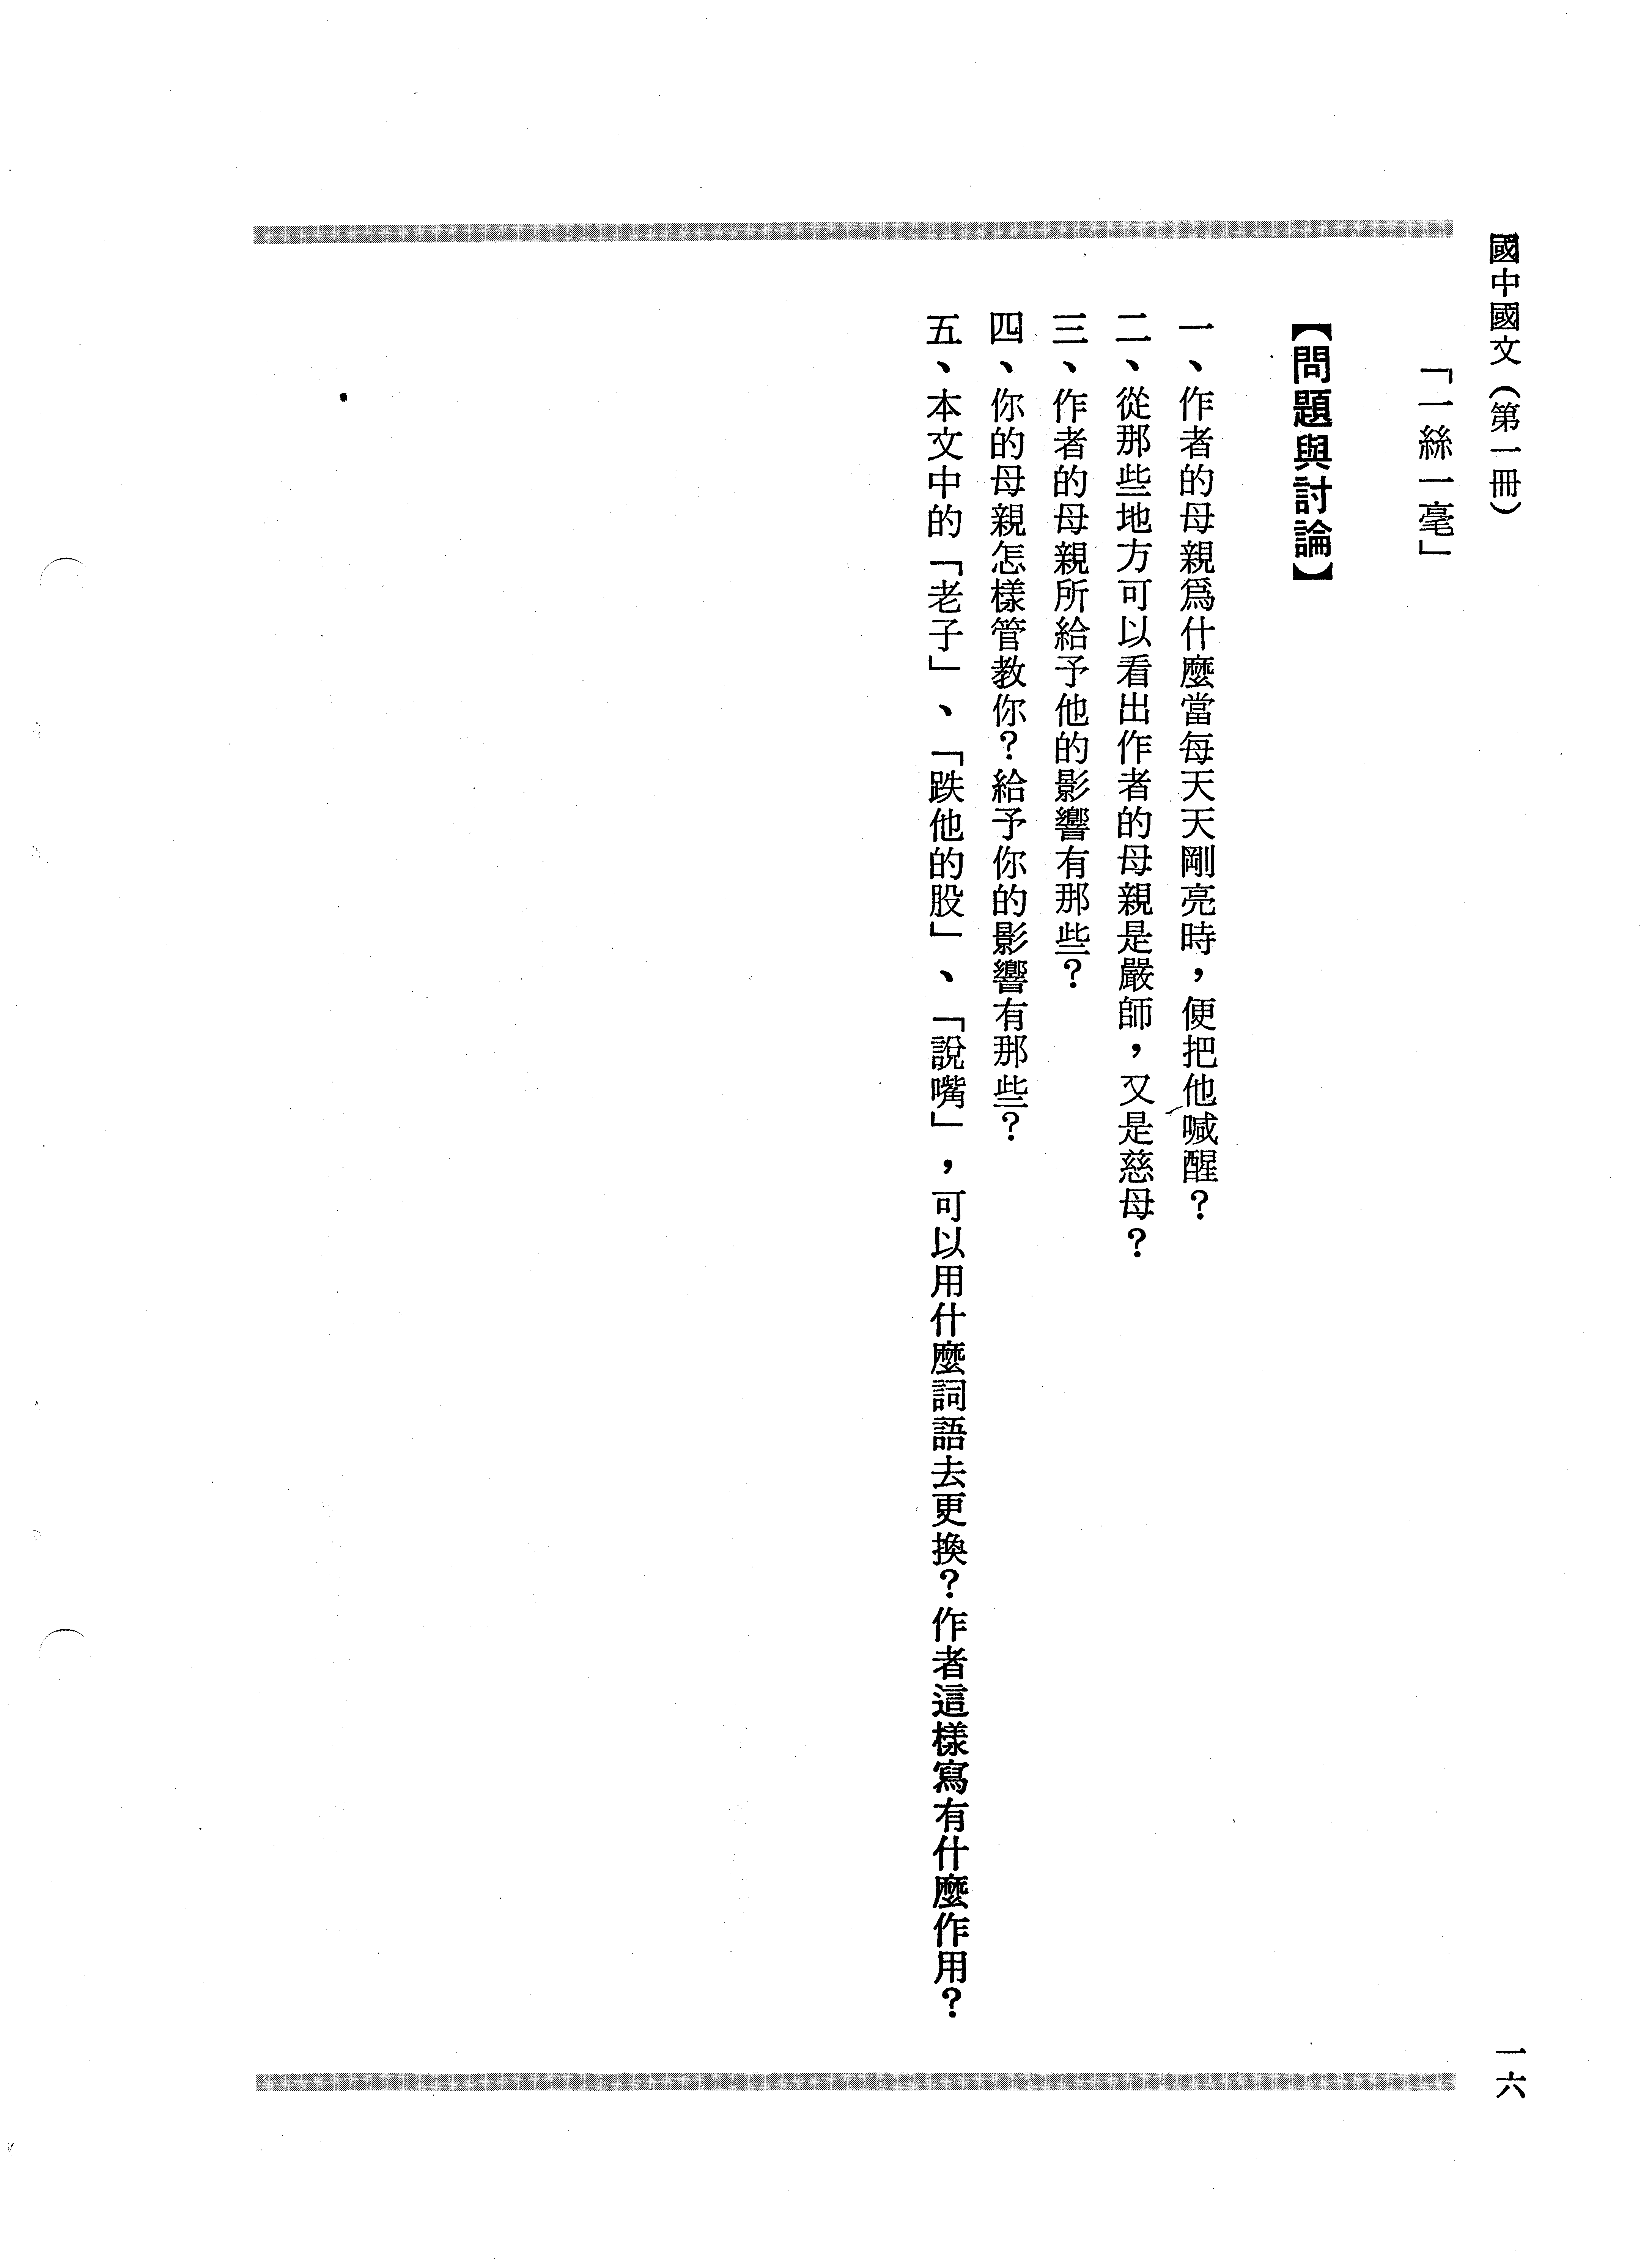 國中國文（第一冊）
一六
「一絲一毫」
【問題與討論】
一、作者的母親爲什麼當每天天剛亮時，便把他喊醒？
二、從那些地方可以看出作者的母親是嚴師，又是慈母？
三、作者的母親所給予他的影響有那些？
四、你的母親怎樣管教你？給予你的影響有那些？
五、本文中的「老子」、「跌他的股」、「說嘴」，可以用什麼詞語去更換？作者這樣寫有什麼作用？